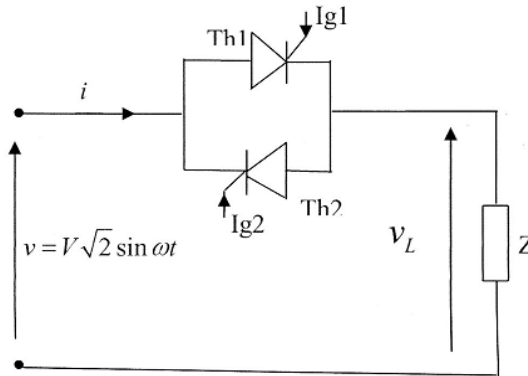 Ig1
Th1
i
Th2
Ig2
v = V√2 sin ωt
v_L
Z